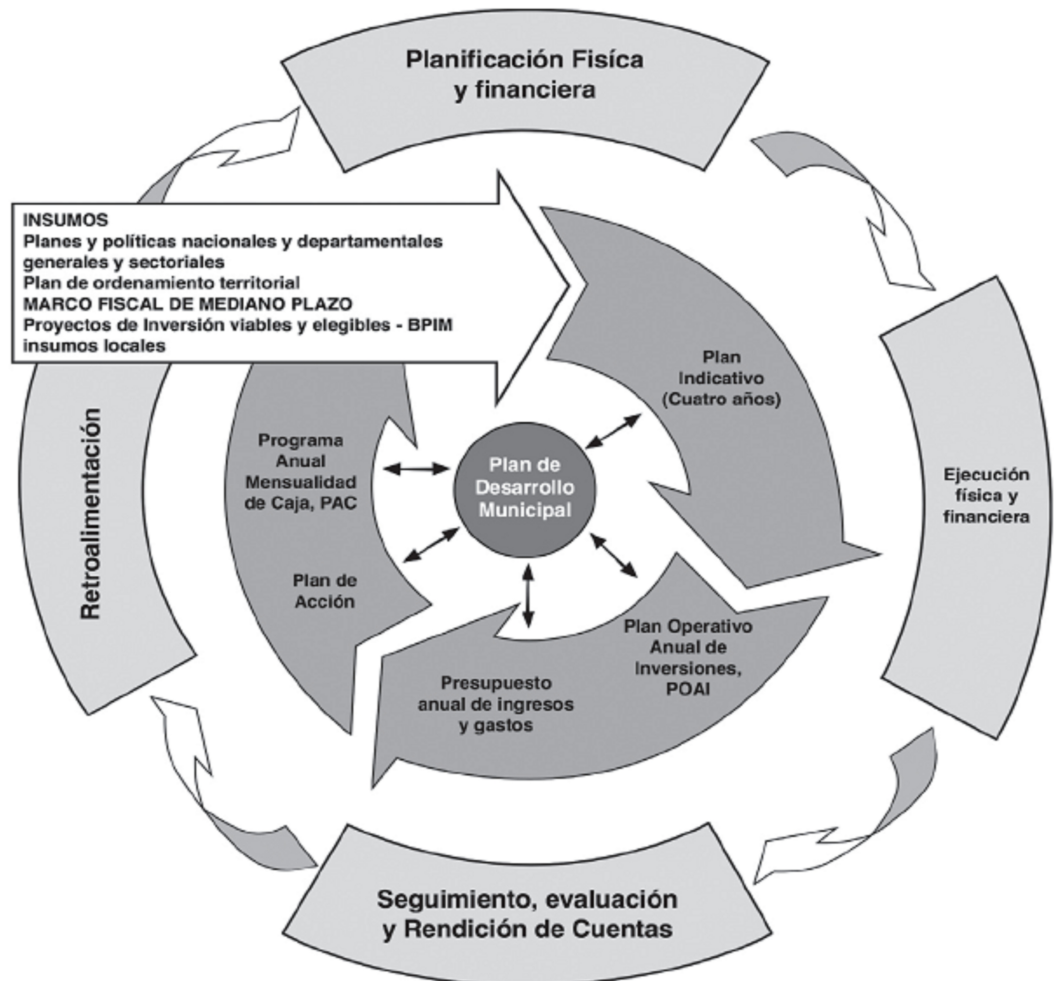 Planificación Fisíca
y financiera
INSUMOS
Planes y políticas nacionales y departamentales
generales y sectoriales
Plan de ordenamiento territorial
MARCO FISCAL DE MEDIANO PLAZO
Proyectos de Inversión viables y elegibles - BPIM
insumos locales
Plan
Indicativo
(Cuatro años)
Ejecución
física y
financiera
Plan de
Desarrollo
Municipal
Plan Operativo
Anual de
Inversiones,
POAI
Presupuesto
anual de ingresos
y gastos
Plan de
Acción
Programa
Anual
Mensualidad
de Caja, PAC
Seguimiento, evaluación
y Rendición de Cuentas
Retroalimentación